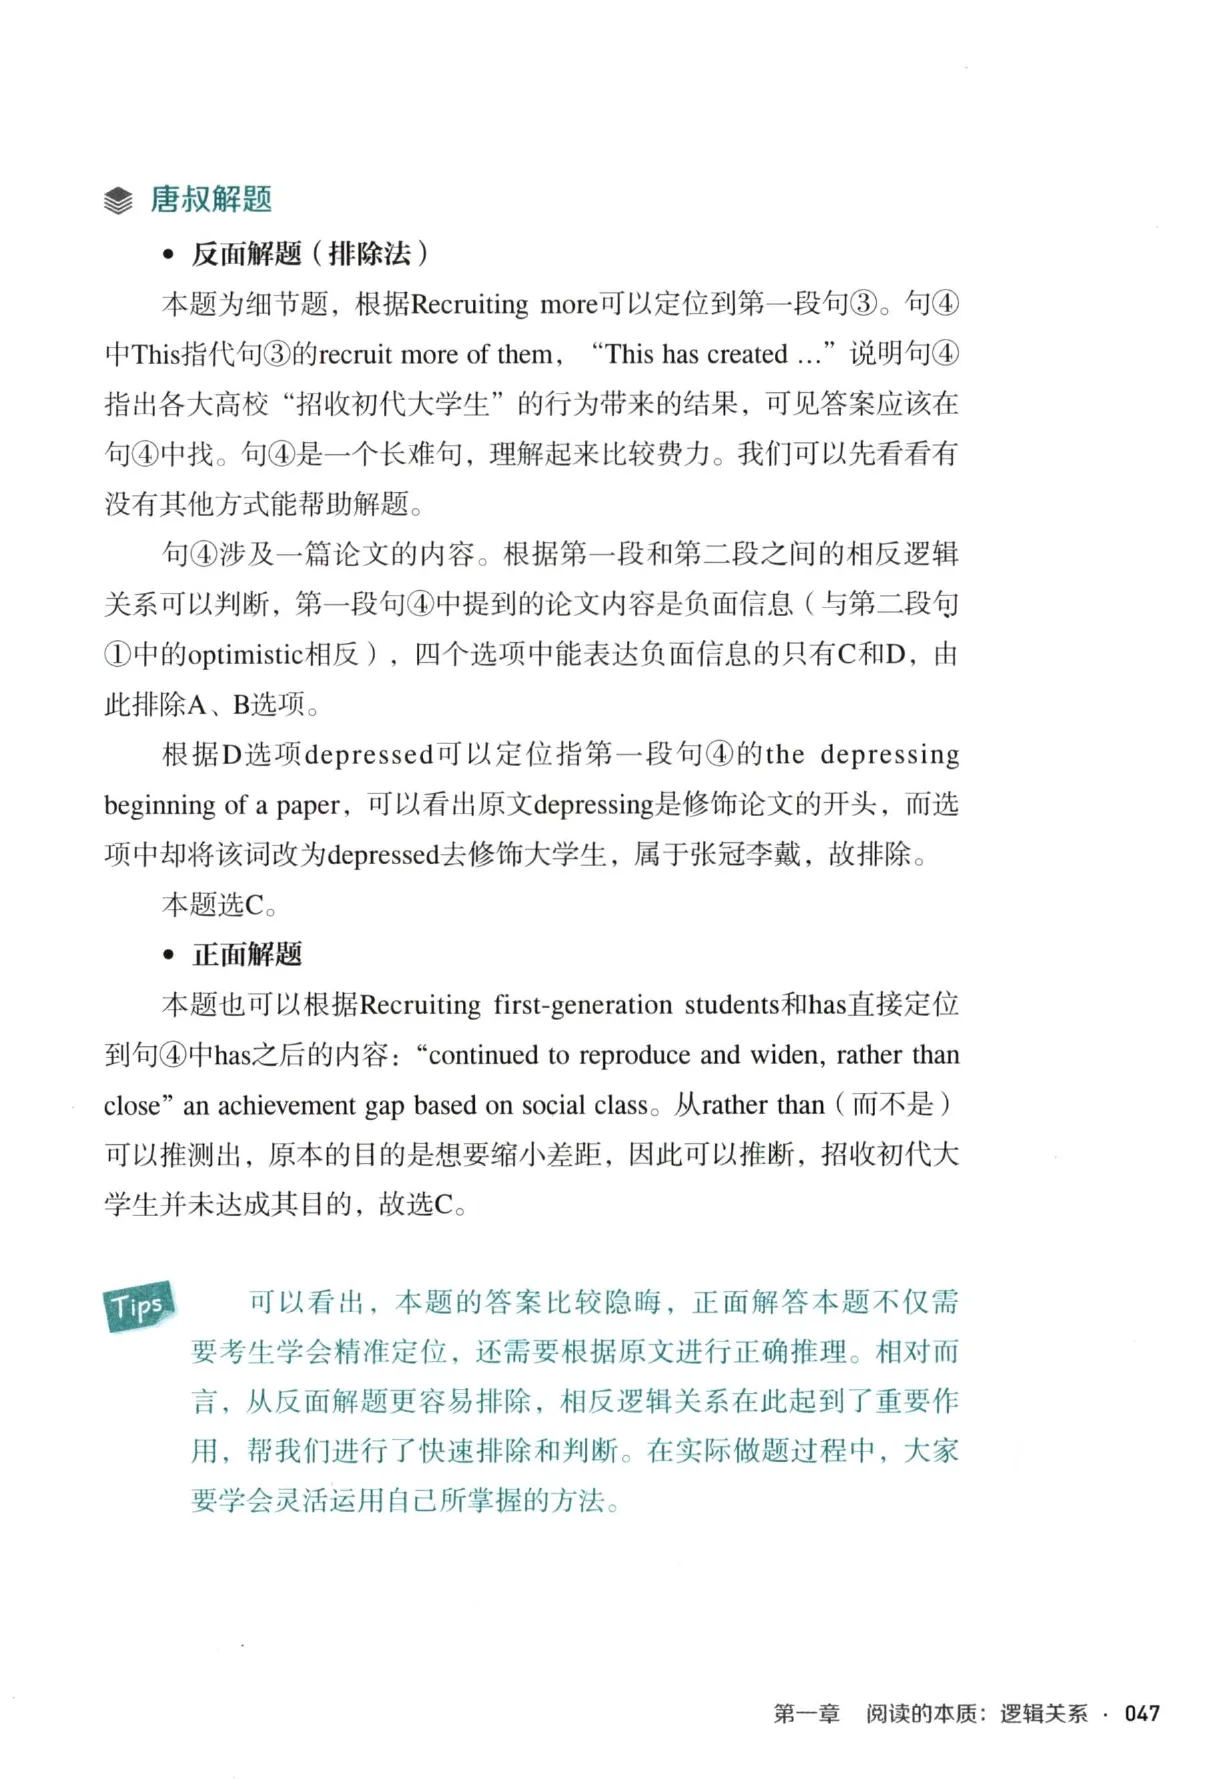 唐叔解题
• 反面解题（排除法）
本题为细节题，根据Recruiting more可以定位到第一段句③。句④
中This指代句③的recruit more of them，“This has created ...”说明句④
指出各大高校“招收初代大学生”的行为带来的结果，可见答案应该在
句④中找。句④是一个长难句，理解起来比较费力。我们可以先看看有
没有其他方式能帮助解题。
句④涉及一篇论文的内容。根据第一段和第二段之间的相反逻辑
关系可以判断，第一段句④中提到的论文内容是负面信息（与第二段句
①中的optimistic相反），四个选项中能表达负面信息的只有C和D，由
此排除A、B选项。
根据D选项depressed可以定位指第一段句④的the depressing
beginning of a paper，可以看出原文depressing是修饰论文的开头，而选
项中却将该词改为depressed去修饰大学生，属于张冠李戴，故排除。
本题选C。
• 正面解题
本题也可以根据Recruiting first-generation students和has直接定位
到句④中has之后的内容：“continued to reproduce and widen, rather than
close” an achievement gap based on social class。从rather than（而不是）
可以推测出，原本的目的是想要缩小差距，因此可以推断，招收初代大
学生并未达成其目的，故选C。
Tips
可以看出，本题的答案比较隐晦，正面解答本题不仅需
要考生学会精准定位，还需要根据原文进行正确推理。相对而
言，从反面解题更容易排除，相反逻辑关系在此起到了重要作
用，帮我们进行了快速排除和判断。在实际做题过程中，大家
要学会灵活运用自己所掌握的方法。
第一章 阅读的本质：逻辑关系 · 047